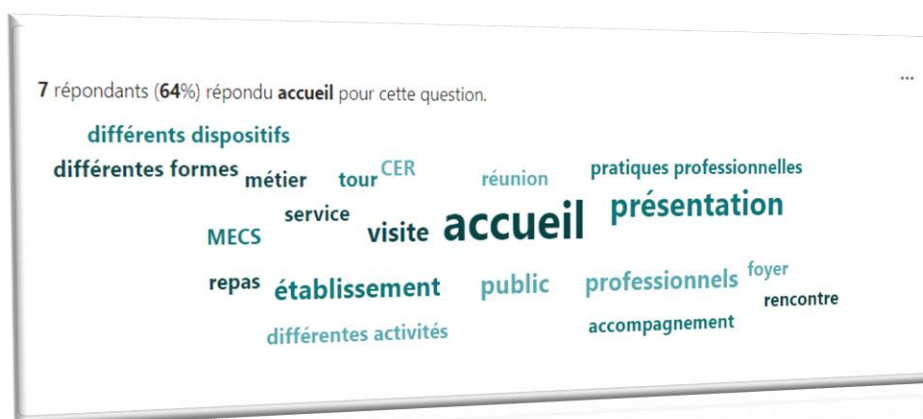 ...
7 répondants (64%) répondu accueil pour cette question.
différents dispositifs
différentes formes métier tour CER réunion pratiques professionnelles
MECS service visite accueil présentation
repas établissement public professionnels foyer
rencontre
différentes activités accompagnement